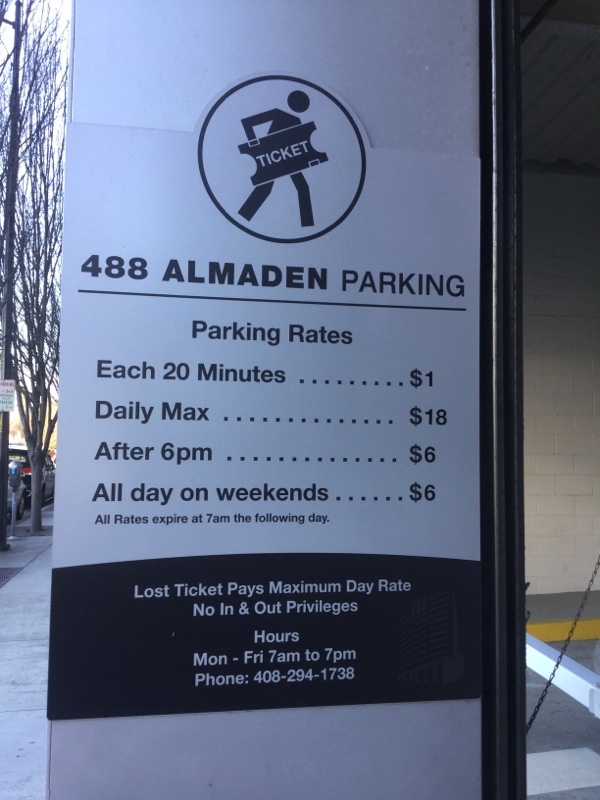 TICKET
488 ALMADEN PARKING
Parking Rates
Each 20 Minutes ......... $1
Daily Max .............. $18
After 6pm .............. $6
All day on weekends ...... $6
All Rates expire at 7am the following day.
Lost Ticket Pays Maximum Day Rate
No In & Out Privileges
Hours
Mon - Fri 7am to 7pm
Phone: 408-294-1738